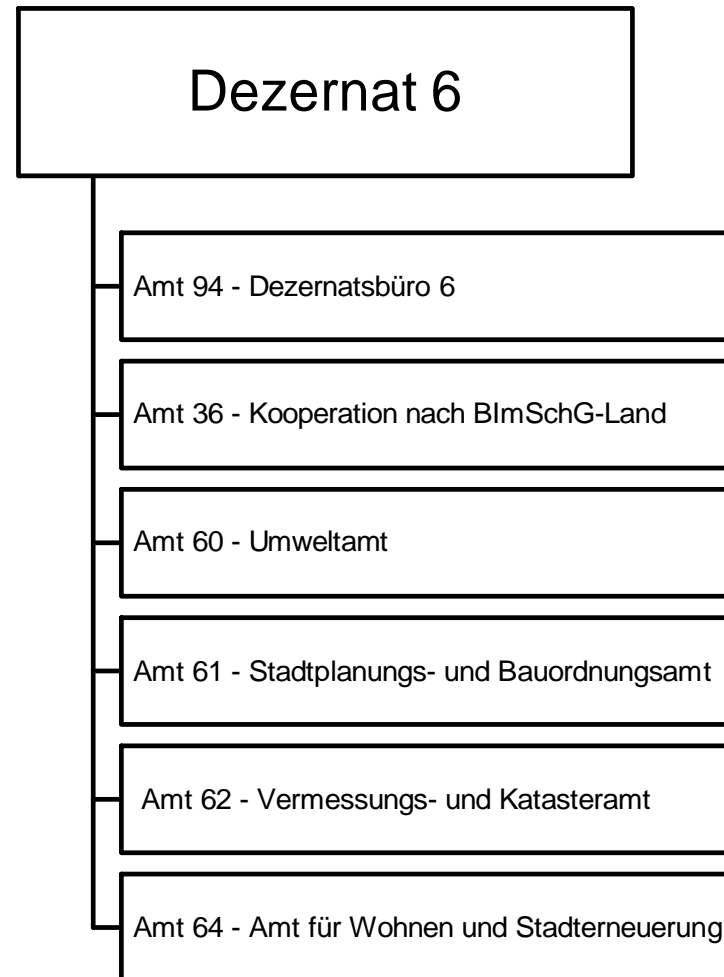 Dezernat 6
Amt 94 - Dezernatsbüro 6
Amt 36 - Kooperation nach BImSchG-Land
Amt 60 - Umweltamt
Amt 61 - Stadtplanungs- und Bauordnungsamt
Amt 62 - Vermessungs- und Katasteramt
Amt 64 - Amt für Wohnen und Stadterneuerung